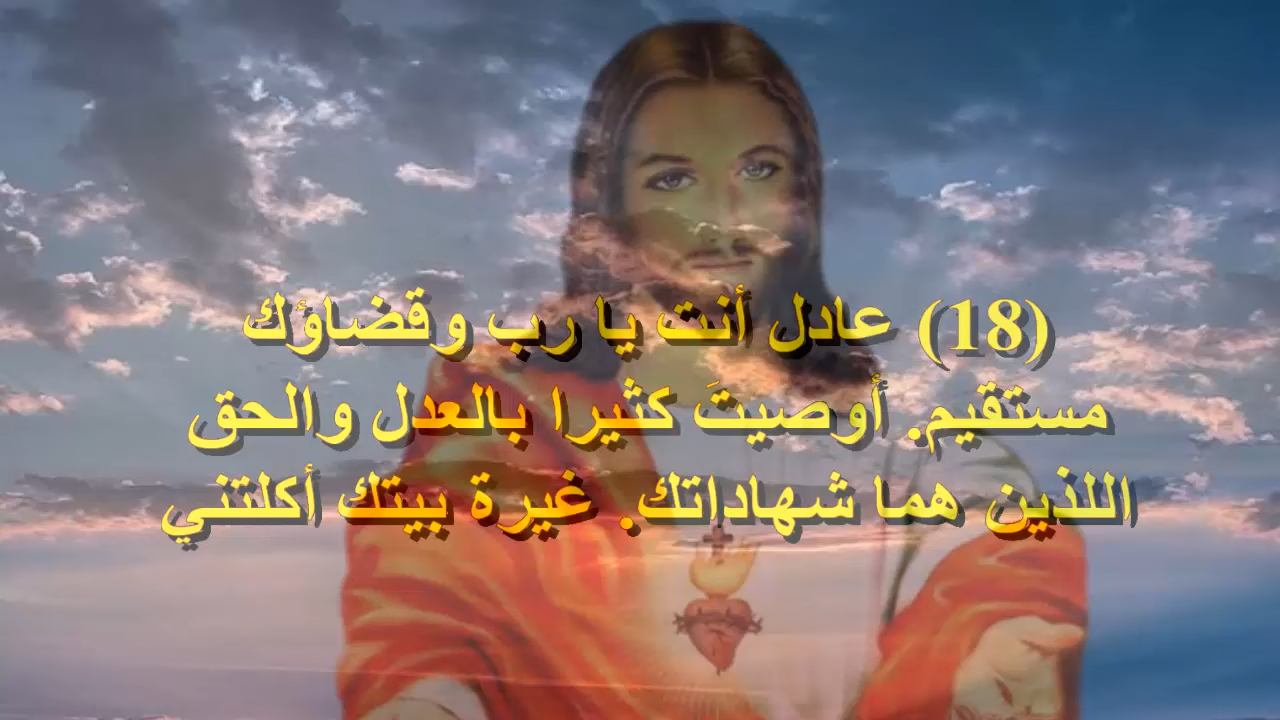 (18) عادل أنت يا رب وقضاؤك
مستقيم. أوصيتَ كثيرا بالعدل والحق
اللذين هما شهاداتك. غيرة بيتك أكلتني